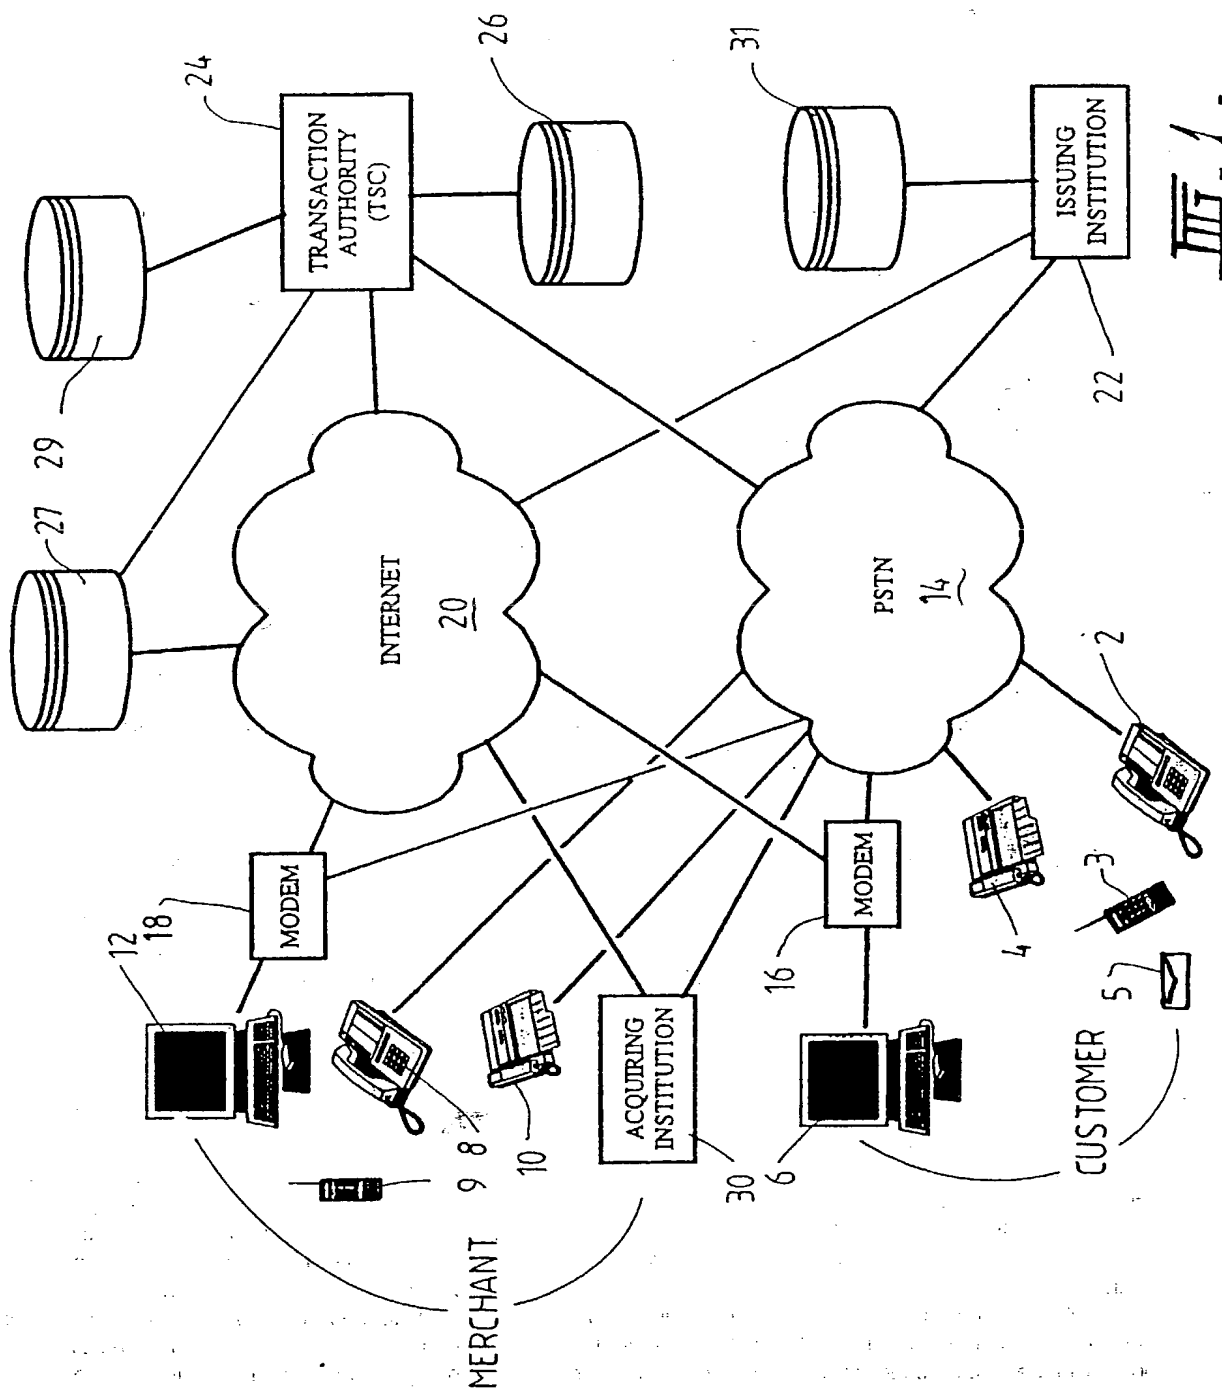 MERCHANT
12
18
MODEM
9
8
10
ACQUIRING
INSTITUTION
30
27
29
INTERNET
20
24
TRANSACTION
AUTHORITY
(TSC)
26
31
ISSUING
INSTITUTION
22
PSTN
14
16
MODEM
6
CUSTOMER
5
3
4
2